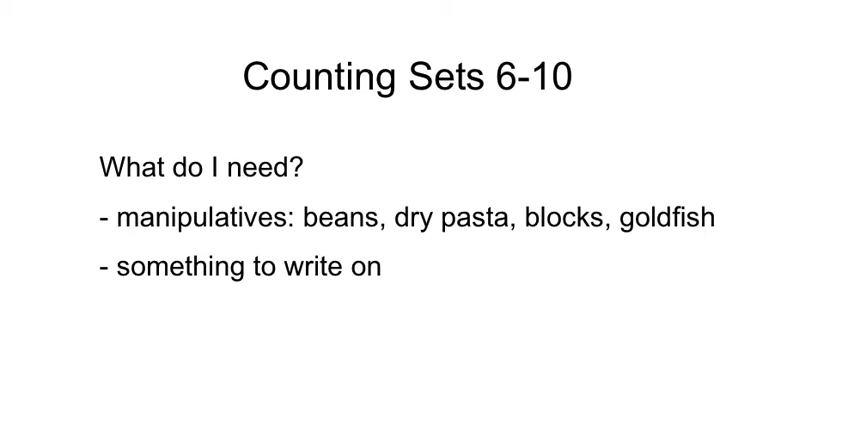 Counting Sets 6-10
What do I need?
- manipulatives: beans, dry pasta, blocks, goldfish
- something to write on